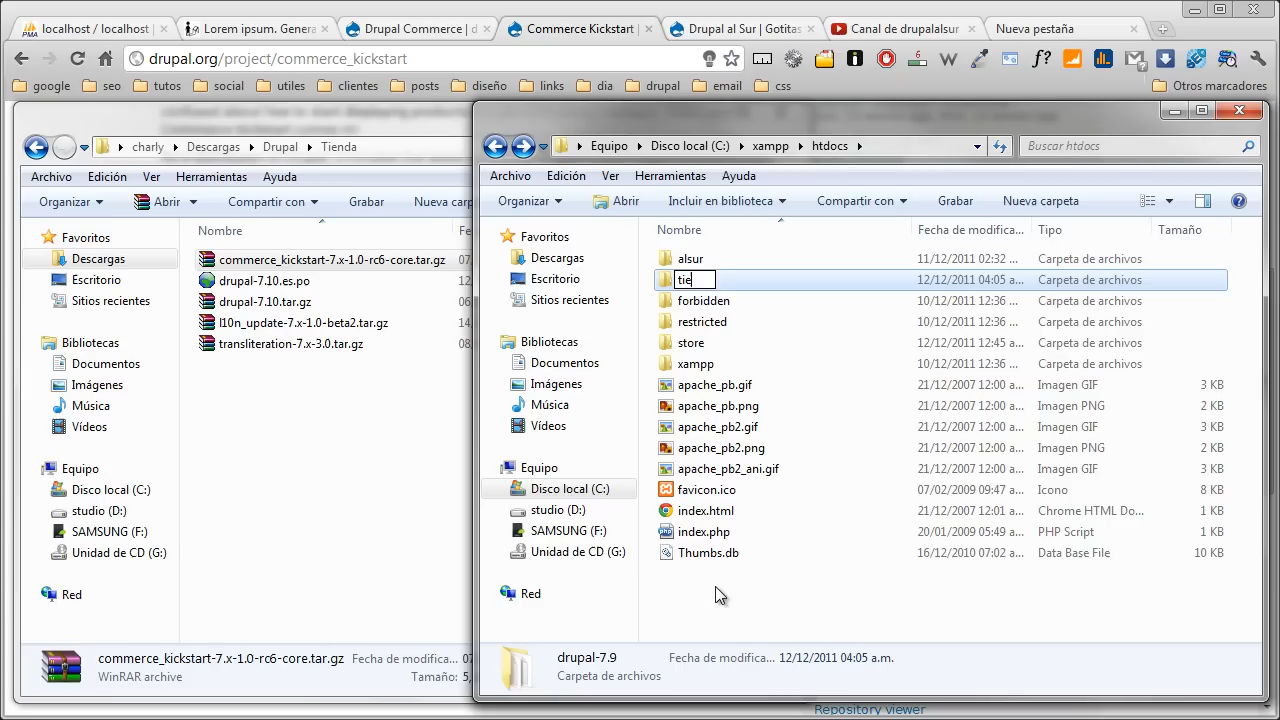 localhost / localhost |
Lorem ipsum. Genera
Drupal Commerce | d
Commerce Kickstart |
Drupal al Sur | Gotitas
Canal de drupalsur
Nueva pestaña
drupal.org/project/commerce_kickstart
google
seo
tutos
social
utiles
clientes
posts
diseño
links
dia
drupal
email
css
Otros marcadores
charly
Descargas
Drupal
Tienda
Archivo
Edición
Ver
Herramientas
Ayuda
Organizar
Abrir
Compartir con
Grabar
Nueva carp
Favoritos
Descargas
Escritorio
Sitios recientes
Bibliotecas
Documentos
Imágenes
Música
Vídeos
Equipo
Disco local (C:)
studio (D:)
SAMSUNG (F:)
Unidad de CD (G:)
Red
Nombre
Fe
commerce_kickstart-7.x-1.0-rc6-core.tar.gz 07
drupal-7.10.es.po 12
drupal-7.10.tar.gz 06
l10n_update-7.x-1.0-beta2.tar.gz 14
transliteration-7.x-3.0.tar.gz 08
commerce_kickstart-7.x-1.0-rc6-core.tar.gz Fecha de modifica... 07
WinRAR archive Tamaño: 5,
Equipo
Disco local (C:)
xampp
htdocs
Buscar htdocs
Archivo
Edición
Ver
Herramientas
Ayuda
Organizar
Abrir
Incluir en biblioteca
Compartir con
Grabar
Nueva carpeta
Favoritos
Descargas
Escritorio
Sitios recientes
Bibliotecas
Documentos
Imágenes
Música
Vídeos
Equipo
Disco local (C:)
studio (D:)
SAMSUNG (F:)
Unidad de CD (G:)
Red
Nombre Fecha de modifica... Tipo Tamaño
alsur 11/12/2011 02:32 ... Carpeta de archivos
tie 12/12/2011 04:05 a... Carpeta de archivos
forbidden 10/12/2011 12:36 ... Carpeta de archivos
restricted 10/12/2011 12:36 ... Carpeta de archivos
store 12/12/2011 12:45 a... Carpeta de archivos
xampp 10/12/2011 12:36 ... Carpeta de archivos
apache_pb.gif 21/12/2007 12:00 a... Imagen GIF 3 KB
apache_pb.png 21/12/2007 12:00 a... Imagen PNG 2 KB
apache_pb2.gif 21/12/2007 12:00 a... Imagen GIF 3 KB
apache_pb2.png 21/12/2007 12:00 a... Imagen PNG 2 KB
apache_pb2_ani.gif 21/12/2007 12:00 a... Imagen GIF 3 KB
favicon.ico 07/02/2009 09:47 a... Icono 8 KB
index.html 21/12/2007 12:01 a... Chrome HTML Do... 1 KB
index.php 20/01/2009 05:49 a... PHP Script 1 KB
Thumbs.db 16/12/2010 07:02 a... Data Base File 10 KB
drupal-7.9 Fecha de modifica... 12/12/2011 04:05 a.m.
Carpeta de archivos
Repository viewer